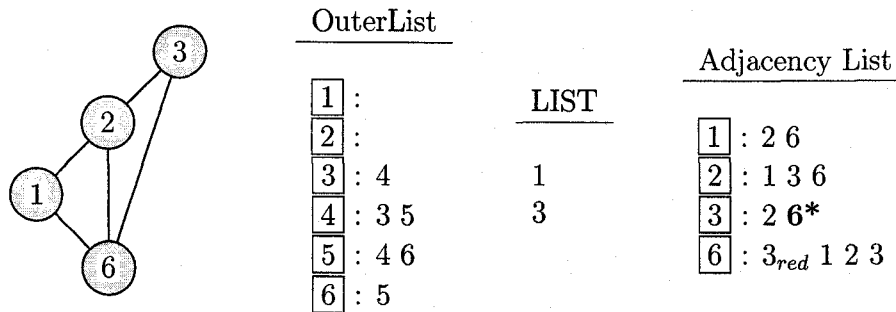 3
2
1
6
OuterList
1 :
2 :
3 : 4
4 : 3 5
5 : 4 6
6 : 5
LIST
1
3
Adjacency List
1 : 2 6
2 : 1 3 6
3 : 2 6*
6 : 3red 1 2 3